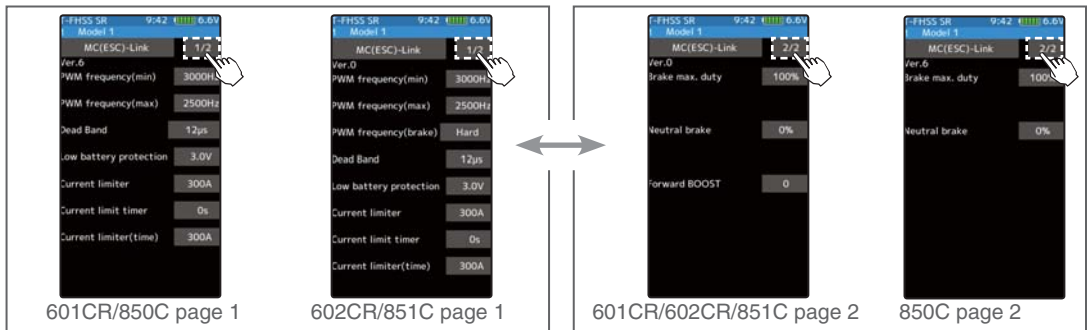 T-FHSS SR 9:42 6.6V
Model 1
MC(ESC)-Link 1/2
Ver.6
PWM frequency(min) 3000Hz
PWM frequency(max) 2500Hz
Dead Band 12μs
Low battery protection 3.0V
Current limiter 300A
Current limit timer 0s
Current limiter(time) 300A
601CR/850C page 1
T-FHSS SR 9:42 6.6V
Model 1
MC(ESC)-Link 1/2
Ver.0
PWM frequency(min) 3000Hz
PWM frequency(max) 2500Hz
PWM frequency(brake) Hard
Dead Band 12μs
Low battery protection 3.0V
Current limiter 300A
Current limit timer 0s
Current limiter(time) 300A
602CR/851C page 1
T-FHSS SR 9:42 6.6V
Model 1
MC(ESC)-Link 2/2
Ver.0
Brake max. duty 100%
Neutral brake 0%
Forward BOOST 0
601CR/602CR/851C page 2
T-FHSS SR 9:42 6.6V
Model 1
MC(ESC)-Link 2/2
Ver.6
Brake max. duty 100%
Neutral brake 0%
850C page 2